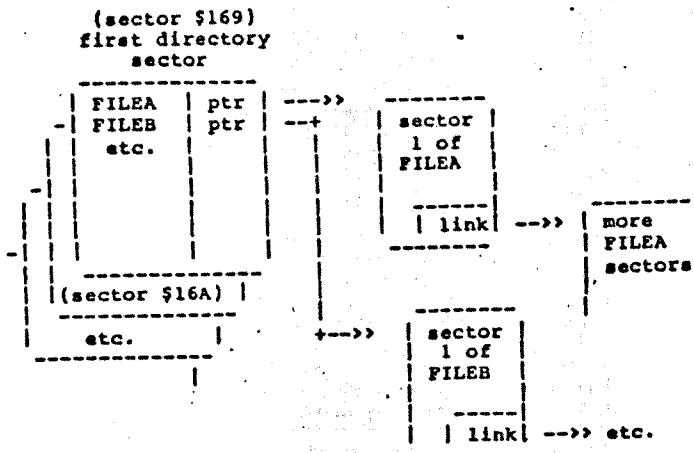 (sector $169)
first directory
sector
FILEA ptr --->>
FILEB ptr --+
etc.
sector
1 of
FILEA
link -->>
more
FILEA
sectors
(sector $16A)
etc.
+-->>
sector
1 of
FILEB
link -->> etc.